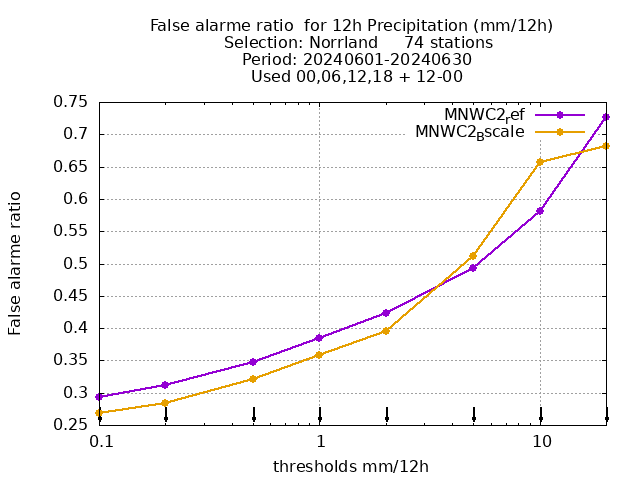 False alarme ratio  for 12h Precipitation (mm/12h)
Selection: Norrland     74 stations
Period: 20240601-20240630
Used 00,06,12,18 + 12-00
MNWC2ref
MNWC2Bscale
0.75
0.7
0.65
0.6
0.55
0.5
0.45
0.4
0.35
0.3
0.25
False alarme ratio
0.1
1
10
thresholds mm/12h